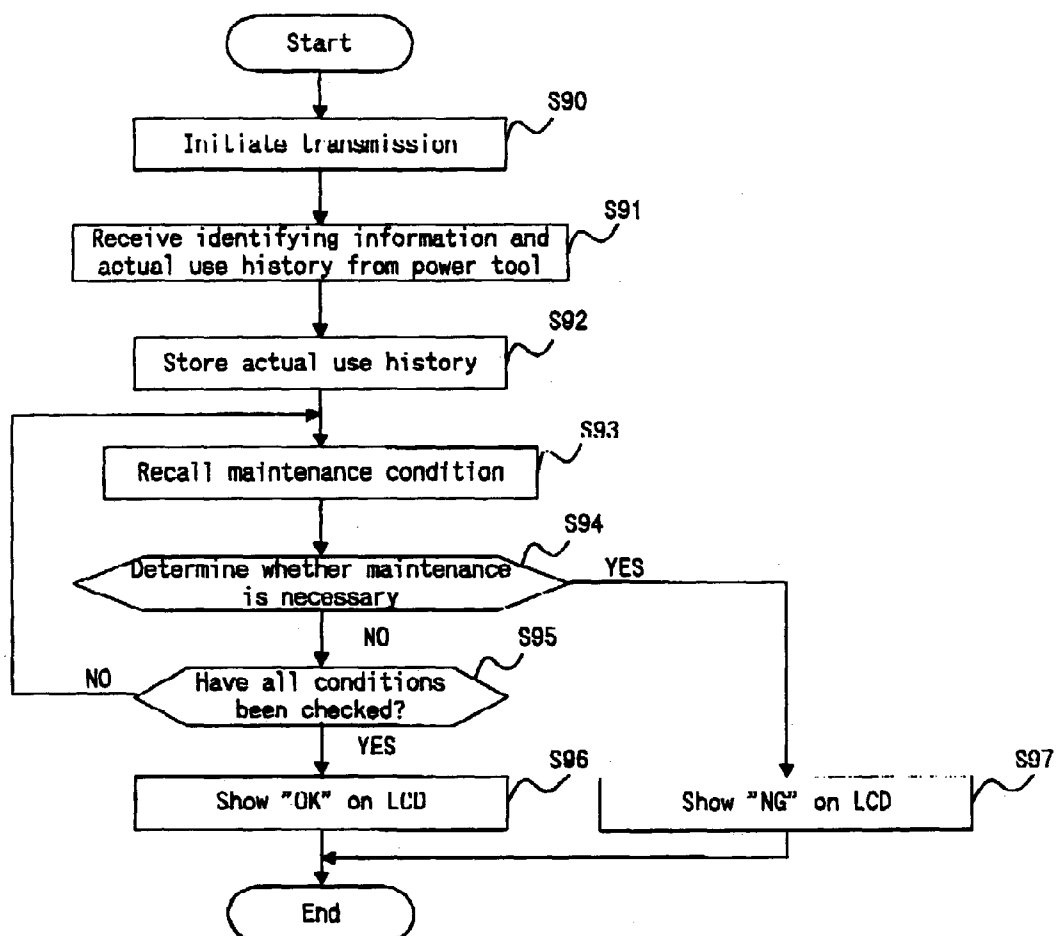 Start
S90
Initiate transmission
S91
Receive identifying information and
actual use history from power tool
S92
Store actual use history
S93
Recall maintenance condition
S94
Determine whether maintenance
is necessary
YES
NO
S95
NO
Have all conditions
been checked?
YES
S96
Show "OK" on LCD
S97
Show "NG" on LCD
End